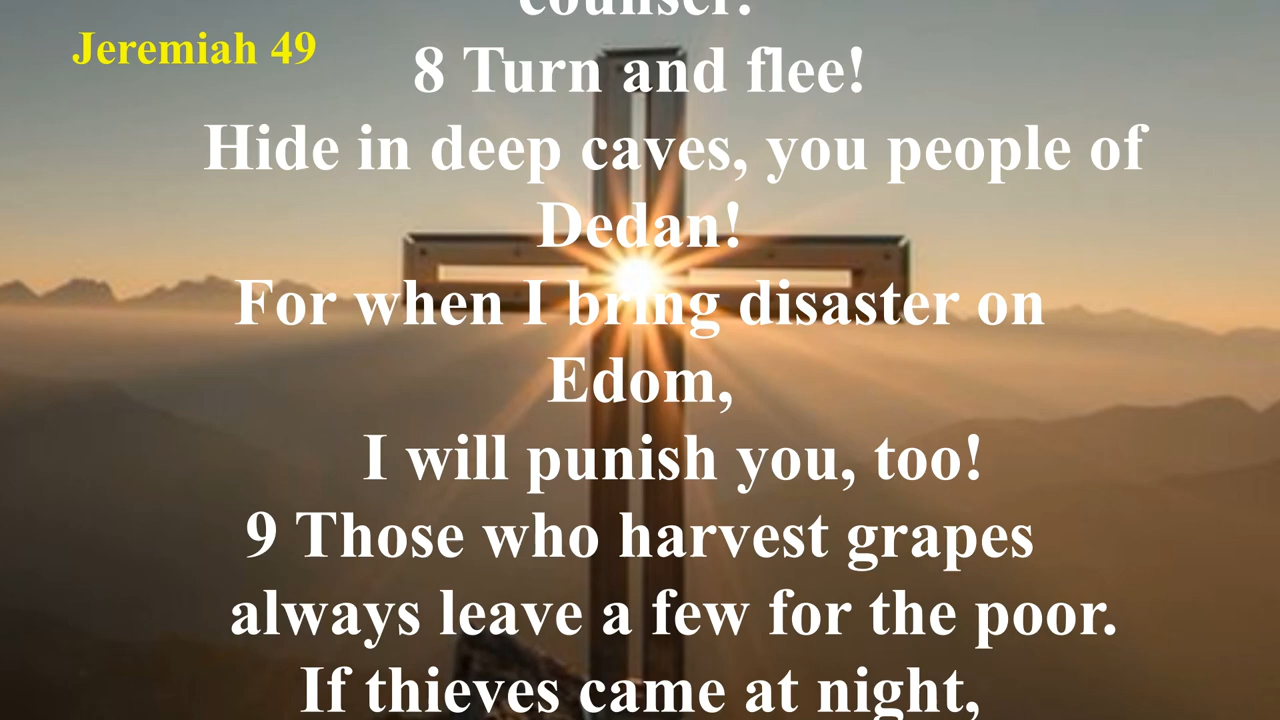 counsel?
Jeremiah 49
8 Turn and flee!
Hide in deep caves, you people of
Dedan!
For when I bring disaster on
Edom,
I will punish you, too!
9 Those who harvest grapes
always leave a few for the poor.
If thieves came at night,